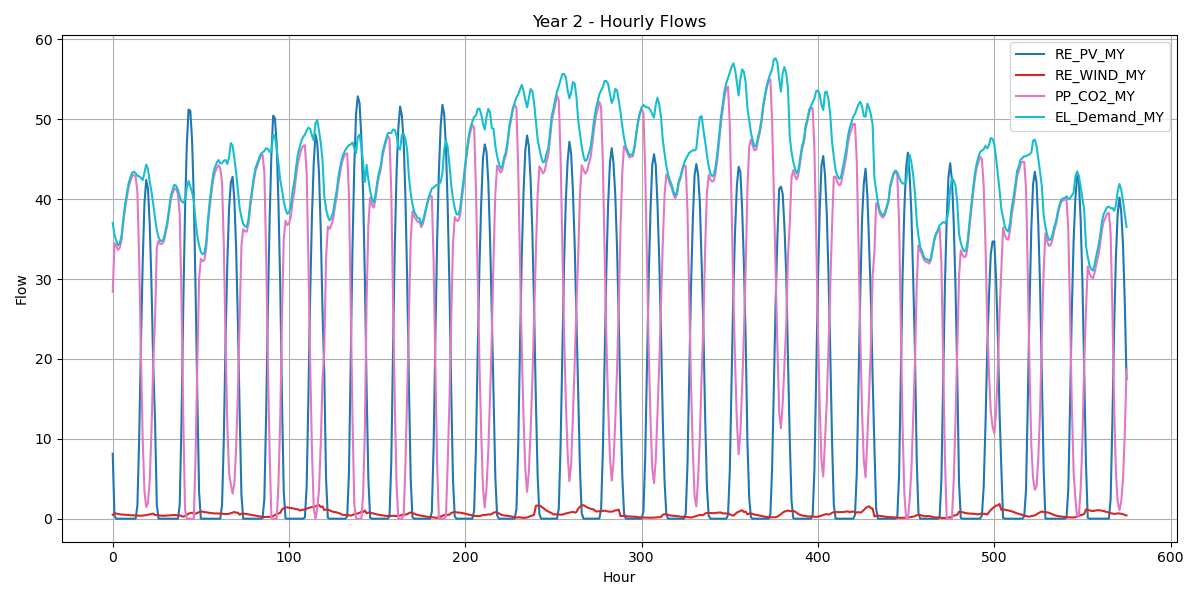 Year 2 - Hourly Flows
RE_PV_MY
RE_WIND_MY
PP_CO2_MY
EL_Demand_MY
60
50
40
30
20
10
0
Flow
0 100 200 300 400 500 600
Hour